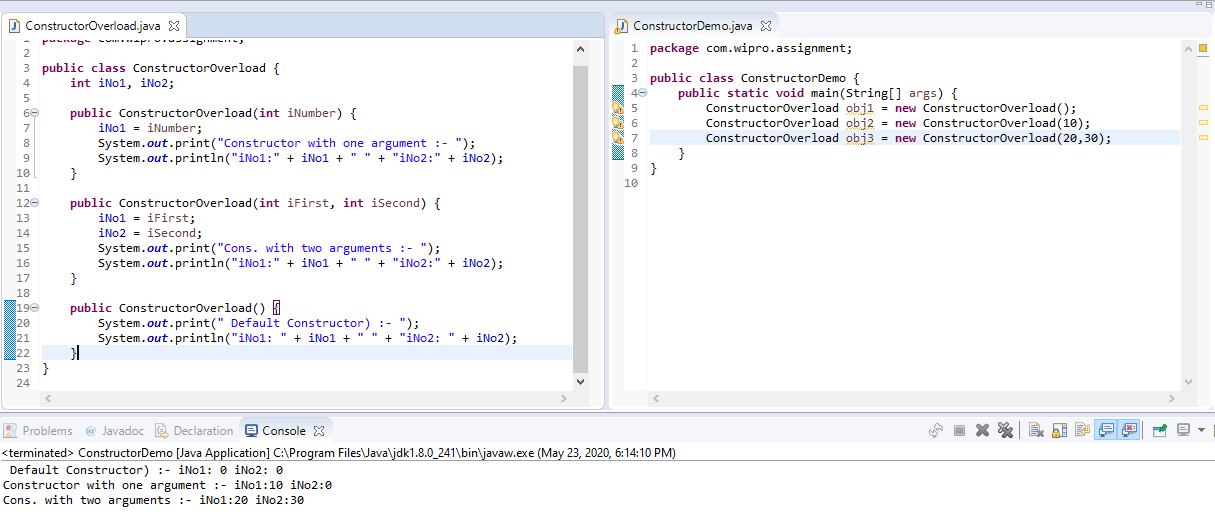 ConstructorOverload.java
1 package com.wipro.assignment;
2
3 public class ConstructorOverload {
4     int iNo1, iNo2;
5
6     public ConstructorOverload(int iNumber) {
7         iNo1 = iNumber;
8         System.out.print("Constructor with one argument :- ");
9         System.out.println("iNo1:" + iNo1 + " " + "iNo2:" + iNo2);
10     }
11
12     public ConstructorOverload(int iFirst, int iSecond) {
13         iNo1 = iFirst;
14         iNo2 = iSecond;
15         System.out.print("Cons. with two arguments :- ");
16         System.out.println("iNo1:" + iNo1 + " " + "iNo2:" + iNo2);
17     }
18
19     public ConstructorOverload() {
20         System.out.print(" Default Constructor) :- ");
21         System.out.println("iNo1: " + iNo1 + " " + "iNo2: " + iNo2);
22     }
23 }
24
ConstructorDemo.java
1 package com.wipro.assignment;
2
3 public class ConstructorDemo {
4     public static void main(String[] args) {
5         ConstructorOverload obj1 = new ConstructorOverload();
6         ConstructorOverload obj2 = new ConstructorOverload(10);
7         ConstructorOverload obj3 = new ConstructorOverload(20,30);
8     }
9 }
10
Problems @ Javadoc Declaration Console
<terminated> ConstructorDemo [Java Application] C:\Program Files\Java\jdk1.8.0_241\bin\javaw.exe (May 23, 2020, 6:14:10 PM)
 Default Constructor) :- iNo1: 0 iNo2: 0
Constructor with one argument :- iNo1:10 iNo2:0
Cons. with two arguments :- iNo1:20 iNo2:30